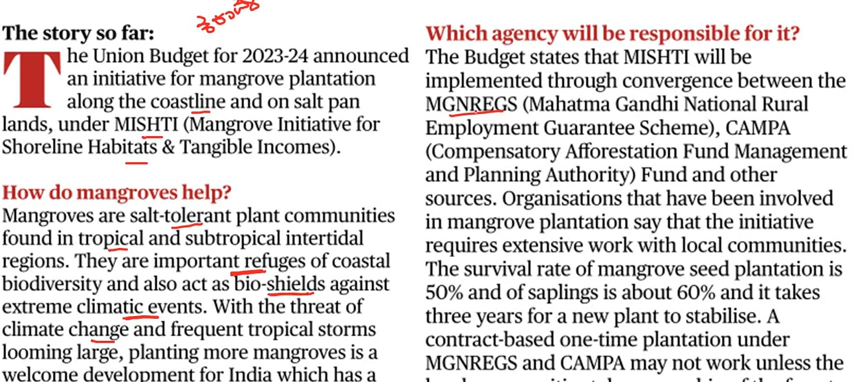 The story so far:
The Union Budget for 2023-24 announced
an initiative for mangrove plantation
along the coastline and on salt pan
lands, under MISHTI (Mangrove Initiative for
Shoreline Habitats & Tangible Incomes).
How do mangroves help?
Mangroves are salt-tolerant plant communities
found in tropical and subtropical intertidal
regions. They are important refuges of coastal
biodiversity and also act as bio-shields against
extreme climatic events. With the threat of
climate change and frequent tropical storms
looming large, planting more mangroves is a
welcome development for India which has a
Which agency will be responsible for it?
The Budget states that MISHTI will be
implemented through convergence between the
MGNREGS (Mahatma Gandhi National Rural
Employment Guarantee Scheme), CAMPA
(Compensatory Afforestation Fund Management
and Planning Authority) Fund and other
sources. Organisations that have been involved
in mangrove plantation say that the initiative
requires extensive work with local communities.
The survival rate of mangrove seed plantation is
50% and of saplings is about 60% and it takes
three years for a new plant to stabilise. A
contract-based one-time plantation under
MGNREGS and CAMPA may not work unless the